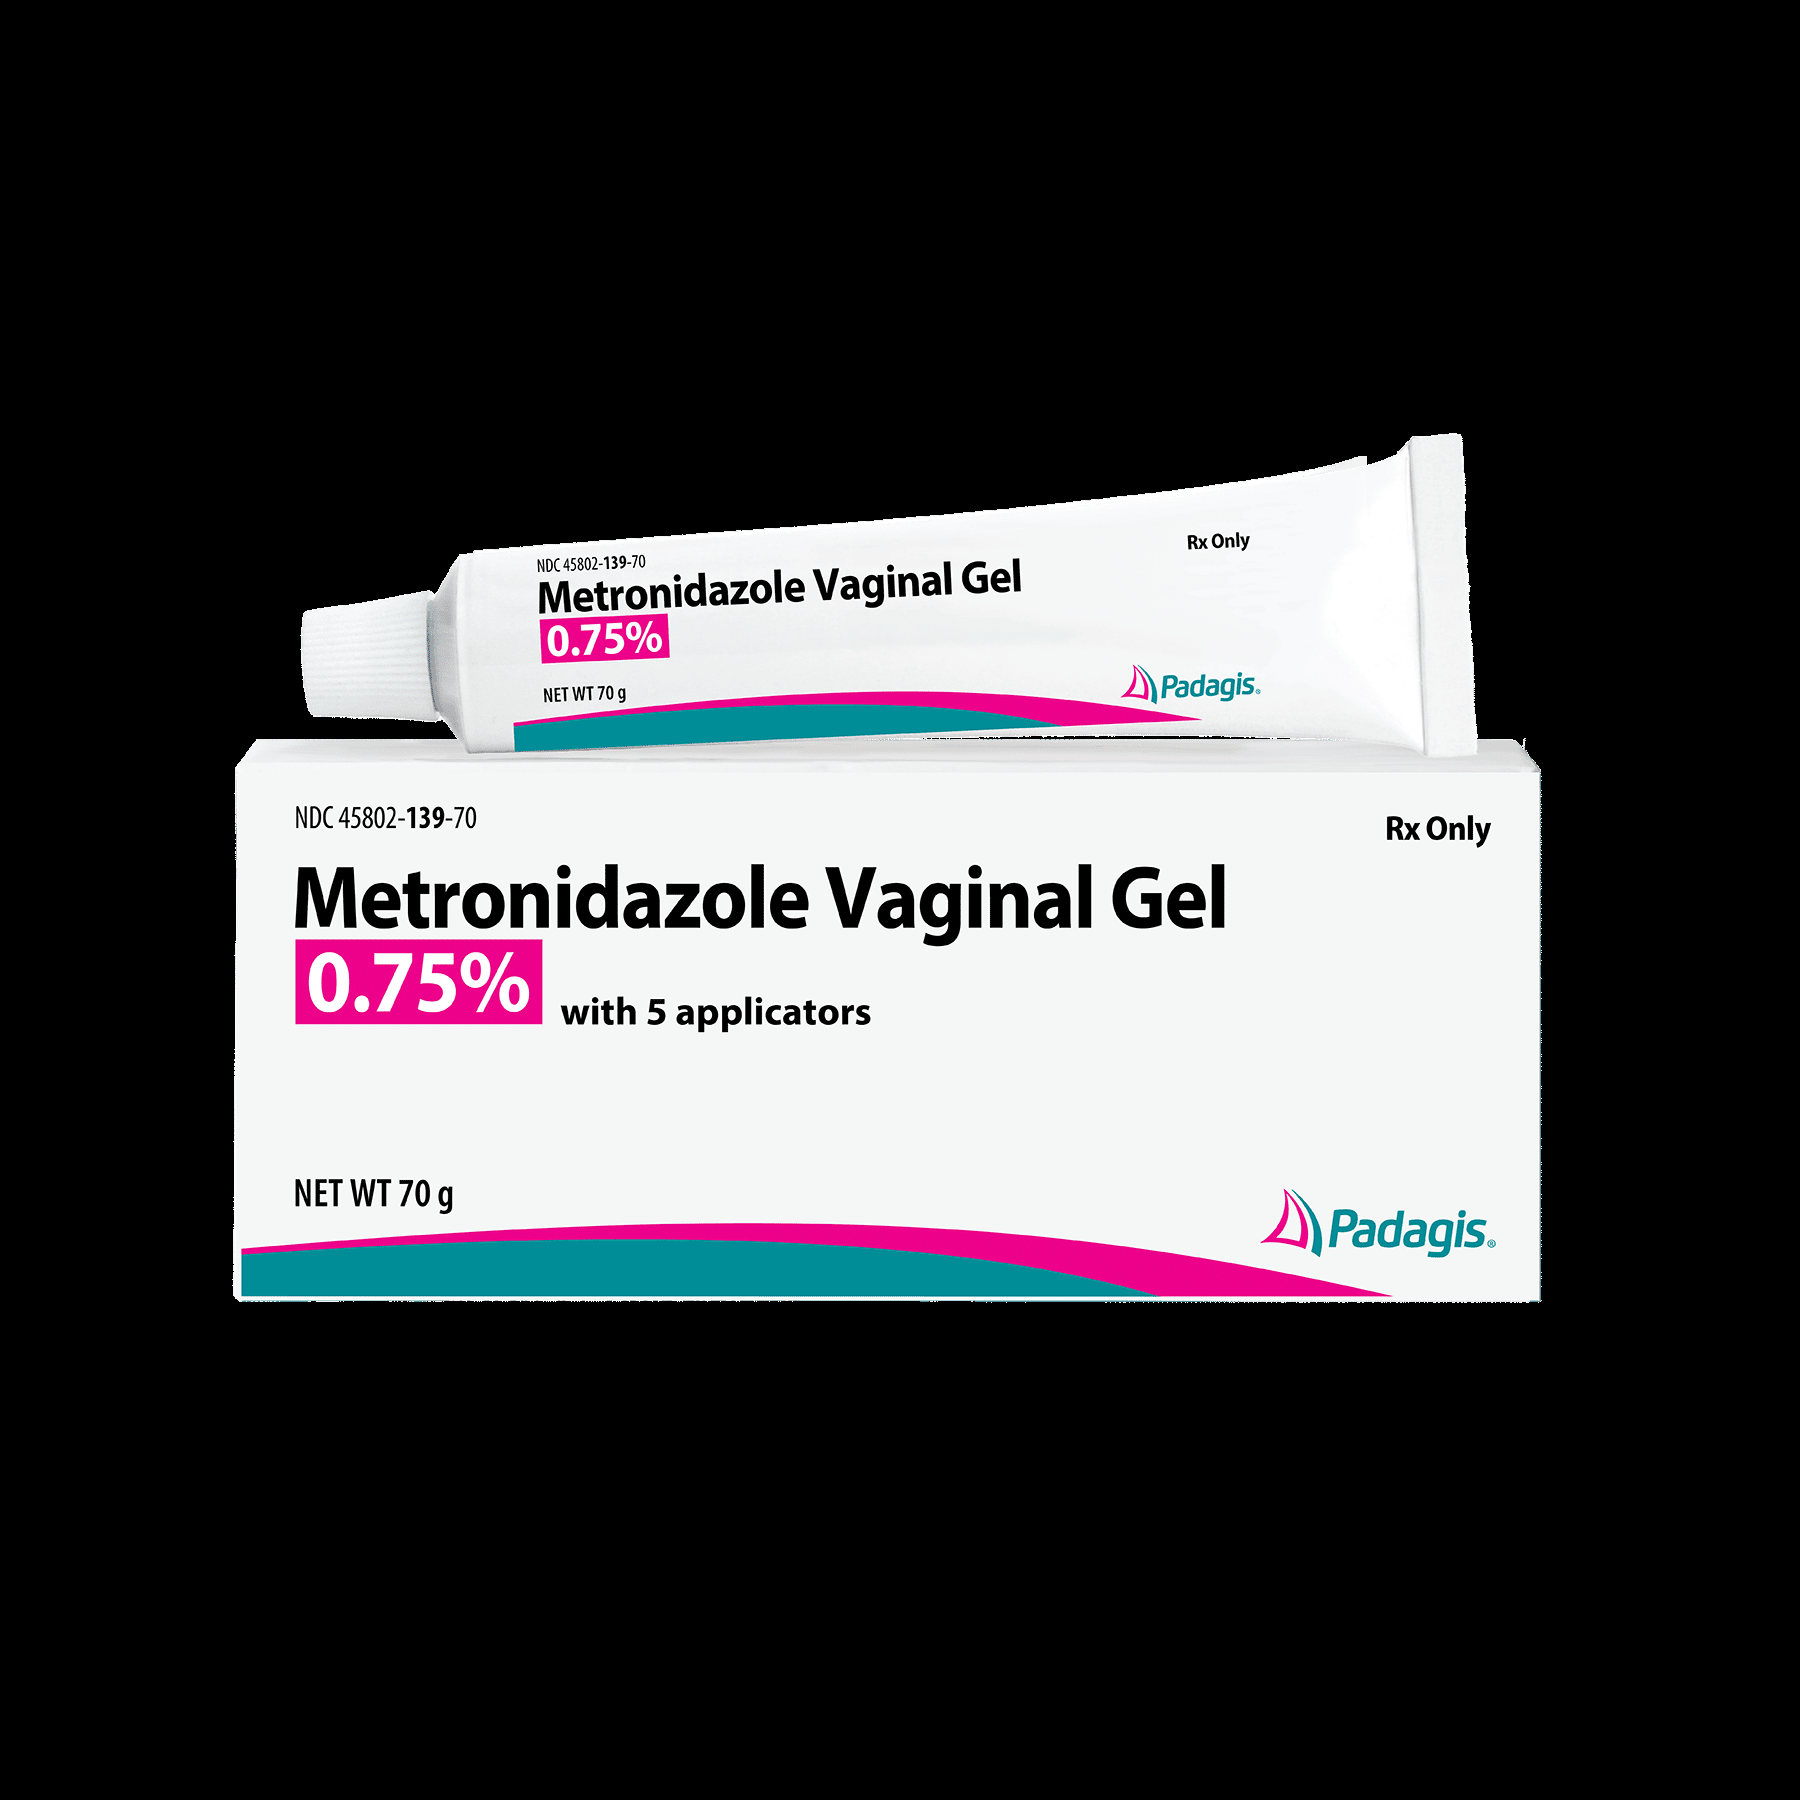 NDC 45802-139-70
Rx Only
Metronidazole Vaginal Gel
0.75%
NET WT 70 g
Padagis®
NDC 45802-139-70
Rx Only
Metronidazole Vaginal Gel
0.75% with 5 applicators
NET WT 70 g
Padagis®